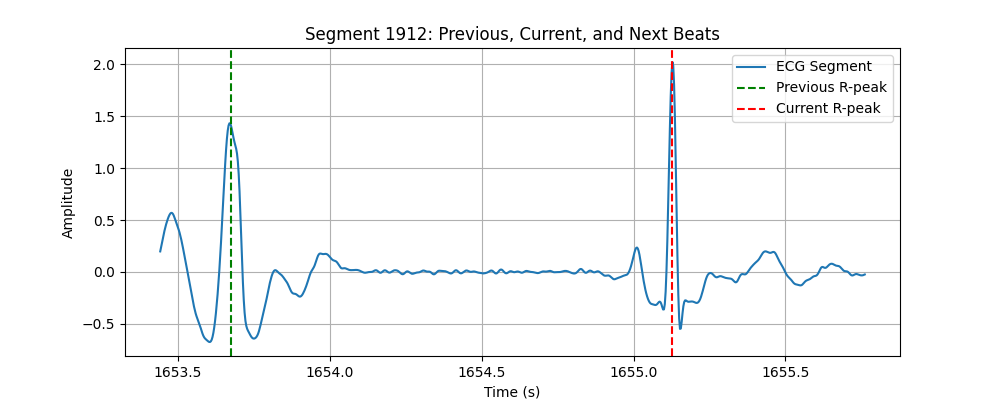 Segment 1912: Previous, Current, and Next Beats
ECG Segment
Previous R-peak
Current R-peak
Amplitude
2.0
1.5
1.0
0.5
0.0
−0.5
1653.5
1654.0
1654.5
1655.0
1655.5
Time (s)